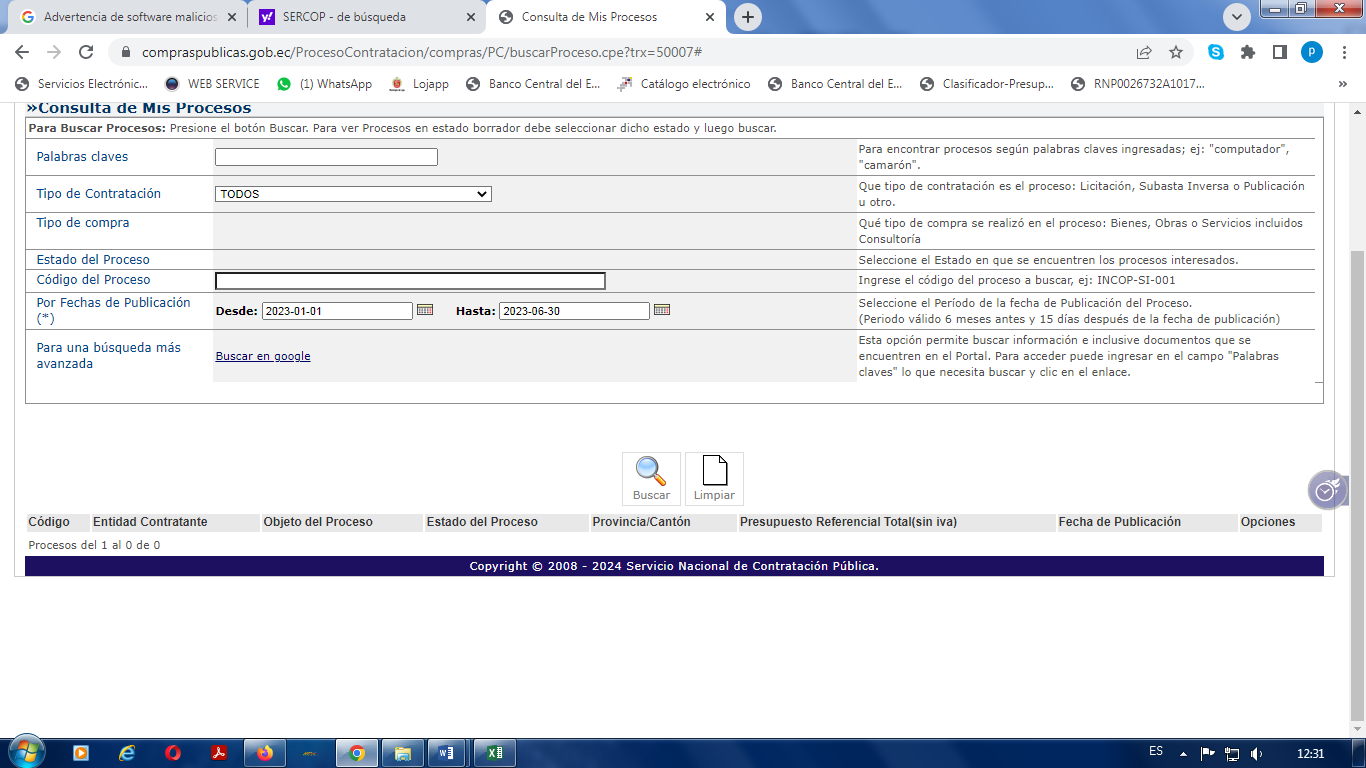 Advertencia de software malicios
SERCOP - de búsqueda
Consulta de Mis Procesos
compraspublicas.gob.ec/ProcesoContratacion/compras/PC/buscarProceso.cpe?trx=50007#
P
Servicios Electrónic...
WEB SERVICE
(1) WhatsApp
Lojapp
Banco Central del E...
Catálogo electrónico
Banco Central del E...
Clasificador-Presup...
RNP0026732A1017...
»
»Consulta de Mis Procesos
Para Buscar Procesos: Presione el botón Buscar. Para ver Procesos en estado borrador debe seleccionar dicho estado y luego buscar.
Palabras claves
Para encontrar procesos según palabras claves ingresadas; ej: "computador",
"camarón".
Tipo de Contratación
TODOS
Que tipo de contratación es el proceso: Licitación, Subasta Inversa o Publicación
u otro.
Tipo de compra
Qué tipo de compra se realizó en el proceso: Bienes, Obras o Servicios incluidos
Consultoría
Estado del Proceso
Seleccione el Estado en que se encuentren los procesos interesados.
Código del Proceso
Ingrese el código del proceso a buscar, ej: INCOP-SI-001
Por Fechas de Publicación
(*)
Desde: 2023-01-01
Hasta: 2023-06-30
Seleccione el Período de la fecha de Publicación del Proceso.
(Periodo válido 6 meses antes y 15 días después de la fecha de publicación)
Para una búsqueda más
avanzada
Buscar en google
Esta opción permite buscar información e inclusive documentos que se
encuentren en el Portal. Para acceder puede ingresar en el campo "Palabras
claves" lo que necesita buscar y clic en el enlace.
Buscar
Limpiar
Código
Entidad Contratante
Objeto del Proceso
Estado del Proceso
Provincia/Cantón
Presupuesto Referencial Total(sin iva)
Fecha de Publicación
Opciones
Procesos del 1 al 0 de 0
Copyright © 2008 - 2024 Servicio Nacional de Contratación Pública.
ES
12:31